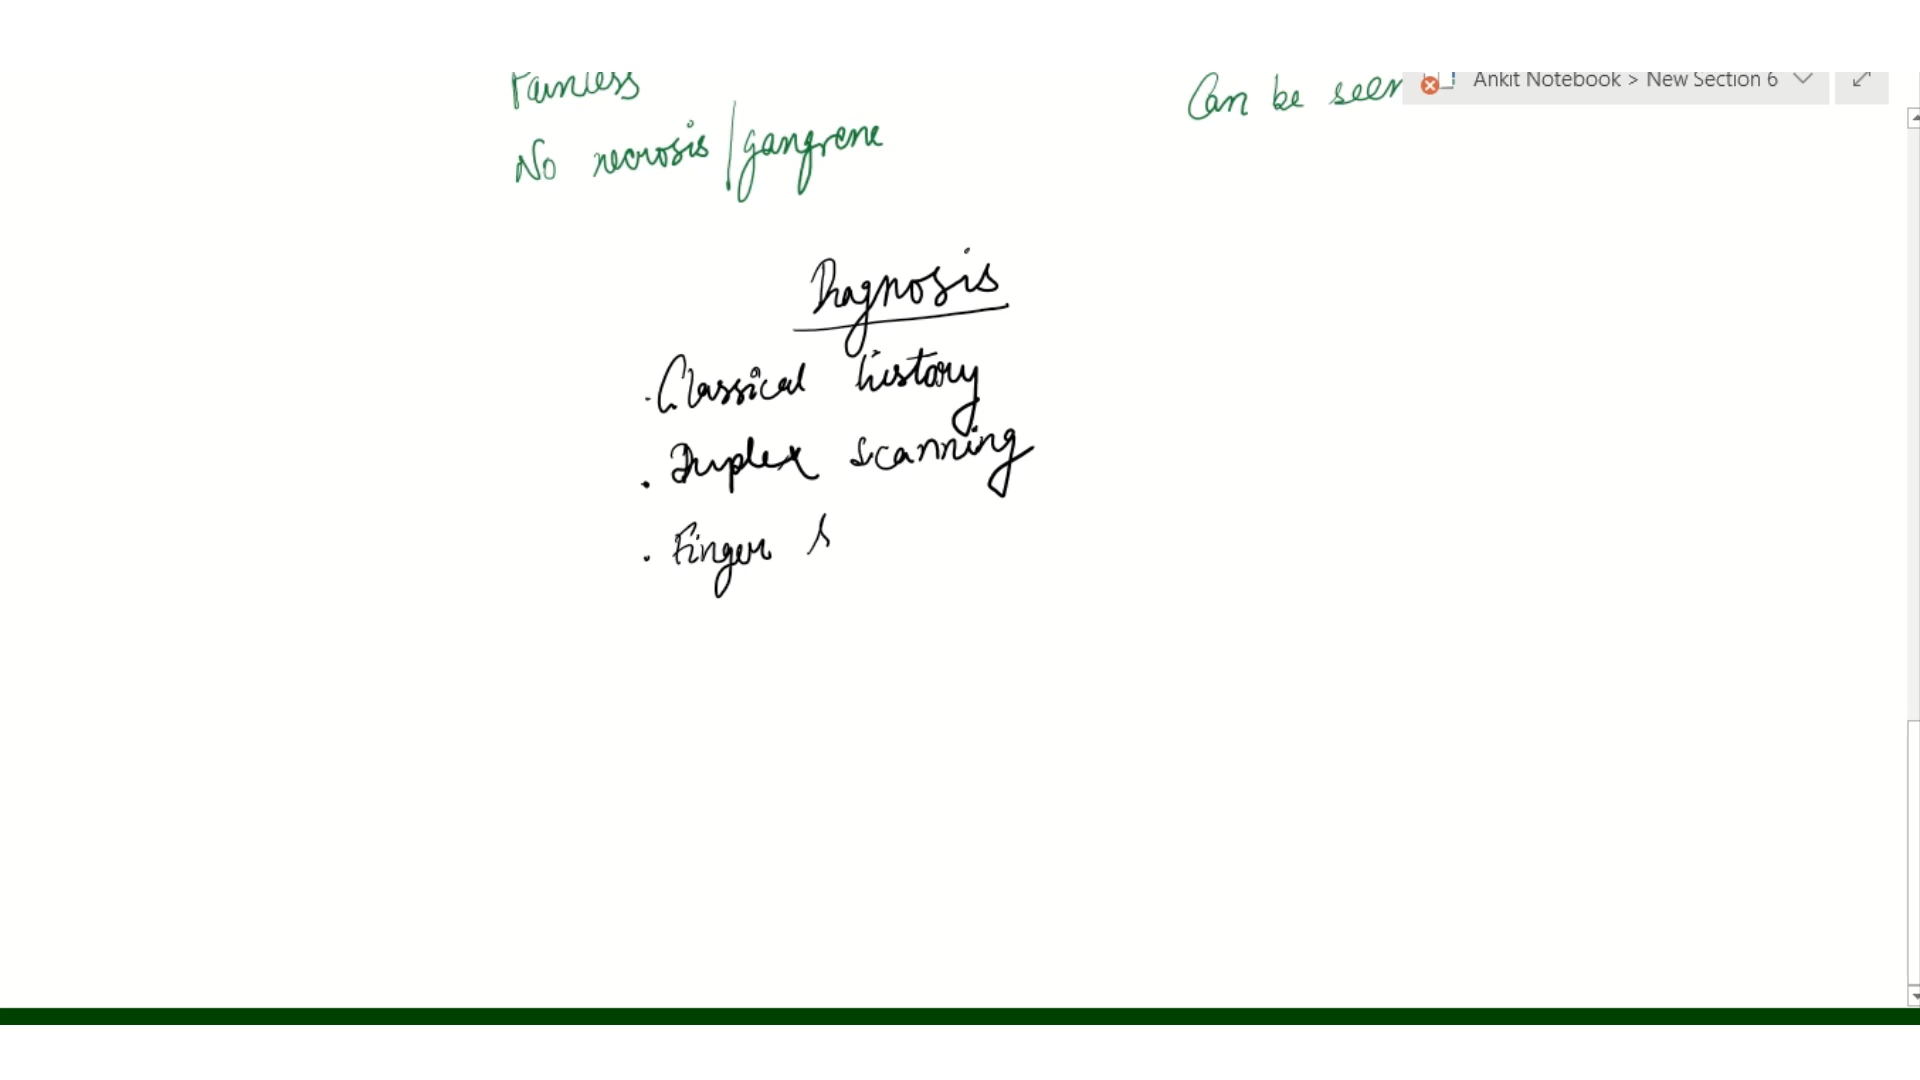 Painless
Can be seen
Ankit Notebook > New Section 6
No necrosis / gangrene
Diagnosis
. Classical history
. Duplex scanning
. Finger s